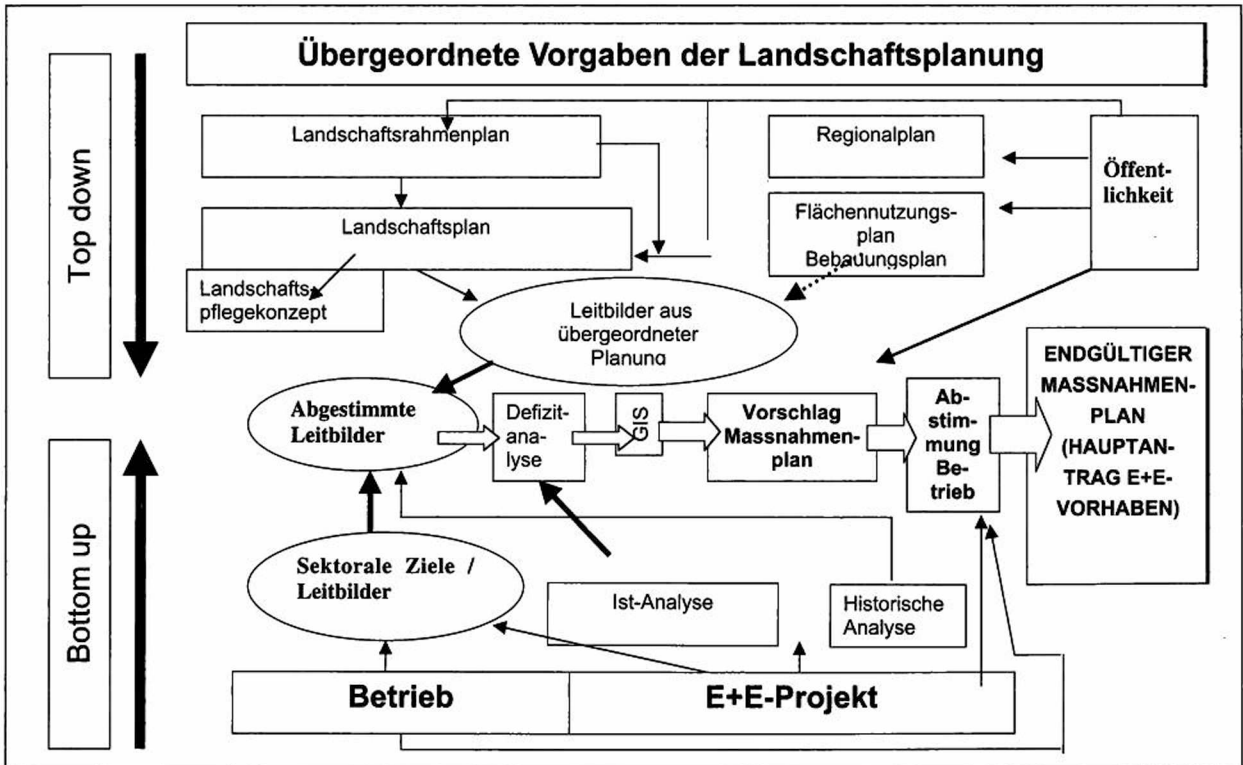 Übergeordnete Vorgaben der Landschaftsplanung
Top down
Landschaftsrahmenplan
Regionalplan
Öffent-
lichkeit
Landschaftsplan
Flächennutzungs-
plan
Bebauungsplan
Landschafts
pflegekonzept
Leitbilder aus
übergeordneter
Planung
ENDGÜLTIGER
MASSNAHMEN-
PLAN
(HAUPTAN-
TRAG E+E-
VORHABEN)
Abgestimmte
Leitbilder
Defizit-
ana-
lyse
GIS
Vorschlag
Massnahmen-
plan
Ab-
stim-
mung
Be-
trieb
Bottom up
Sektorale Ziele /
Leitbilder
Ist-Analyse
Historische
Analyse
Betrieb
E+E-Projekt